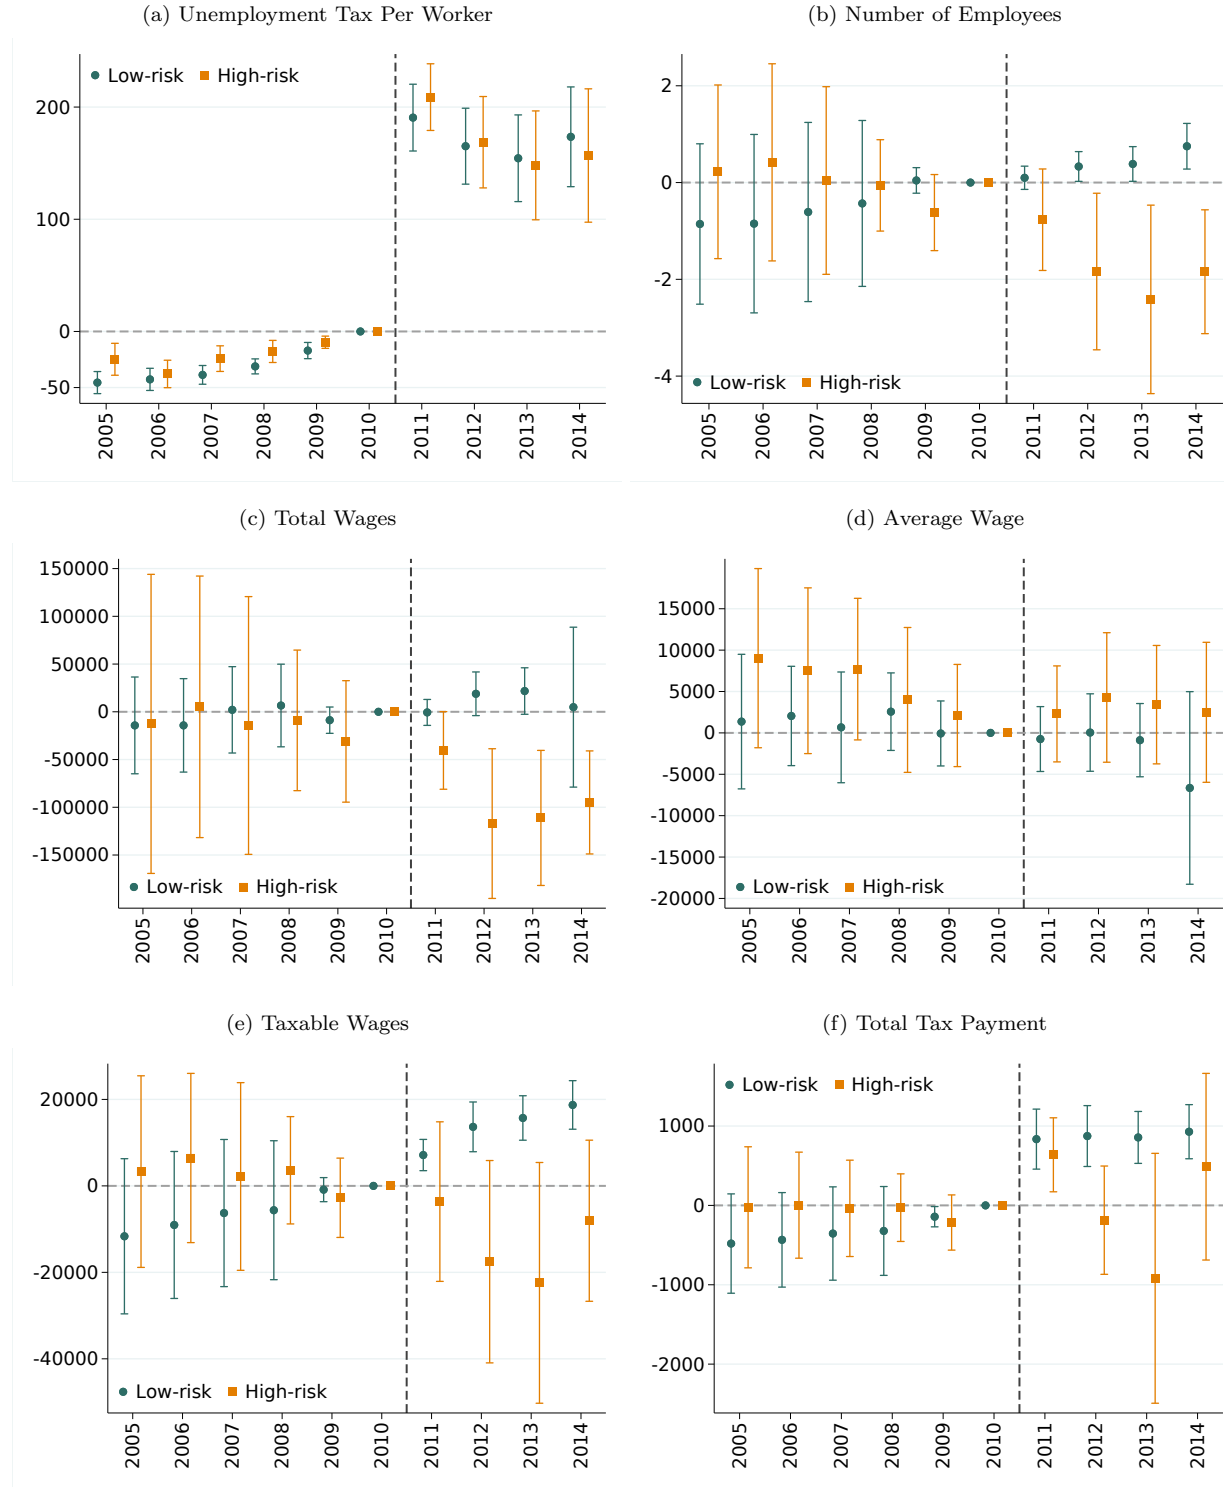 (a) Unemployment Tax Per Worker
Low-risk High-risk
200
100
0
-50
2005 2006 2007 2008 2009 2010 2011 2012 2013 2014
(b) Number of Employees
2
0
-2
-4
Low-risk High-risk
2005 2006 2007 2008 2009 2010 2011 2012 2013 2014
(c) Total Wages
150000
100000
50000
0
-50000
-100000
-150000
Low-risk High-risk
2005 2006 2007 2008 2009 2010 2011 2012 2013 2014
(d) Average Wage
15000
10000
5000
0
-5000
-10000
-15000
-20000
Low-risk High-risk
2005 2006 2007 2008 2009 2010 2011 2012 2013 2014
(e) Taxable Wages
20000
0
-20000
-40000
Low-risk High-risk
2005 2006 2007 2008 2009 2010 2011 2012 2013 2014
(f) Total Tax Payment
Low-risk High-risk
1000
0
-1000
-2000
2005 2006 2007 2008 2009 2010 2011 2012 2013 2014